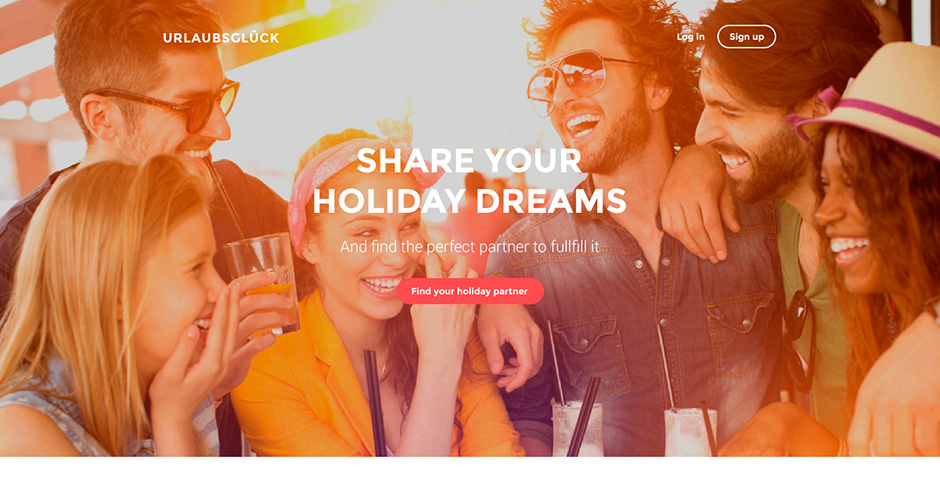 URLAUBSGLÜCK
Log in
Sign up
SHARE YOUR
HOLIDAY DREAMS
And find the perfect partner to fullfill it
Find your holiday partner